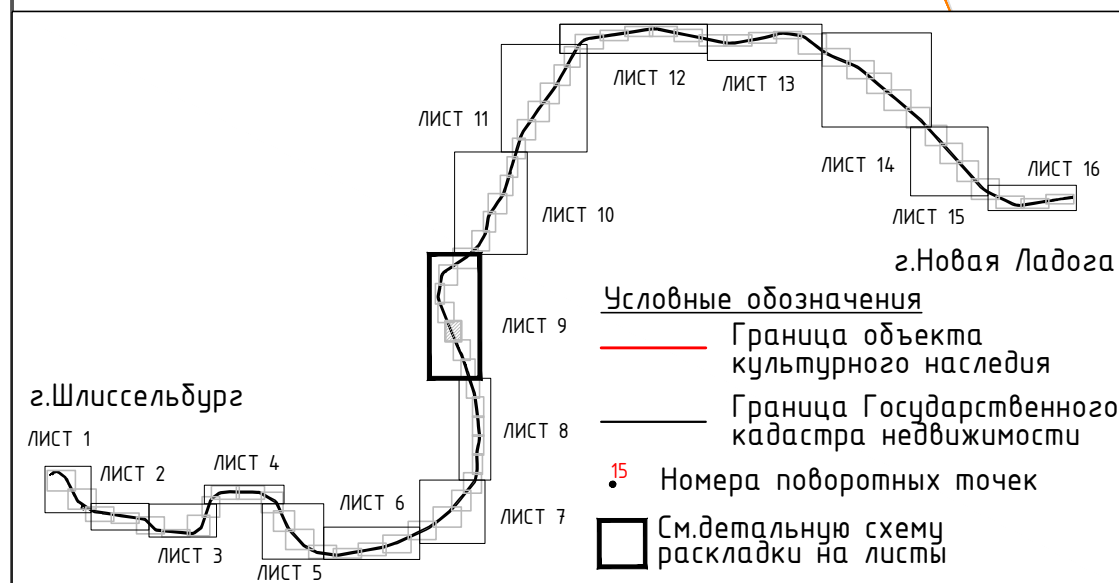 ЛИСТ 12
ЛИСТ 13
ЛИСТ 11
ЛИСТ 14
ЛИСТ 16
ЛИСТ 10
ЛИСТ 15
г.Новая Ладога
Условные обозначения
ЛИСТ 9
Граница объекта
культурного наследия
г.Шлиссельбург
Граница Государственного
кадастра недвижимости
ЛИСТ 1
ЛИСТ 8
ЛИСТ 2
ЛИСТ 4
15
Номера поворотных точек
ЛИСТ 6
ЛИСТ 7
См.детальную схему
раскладки на листы
ЛИСТ 3
ЛИСТ 5